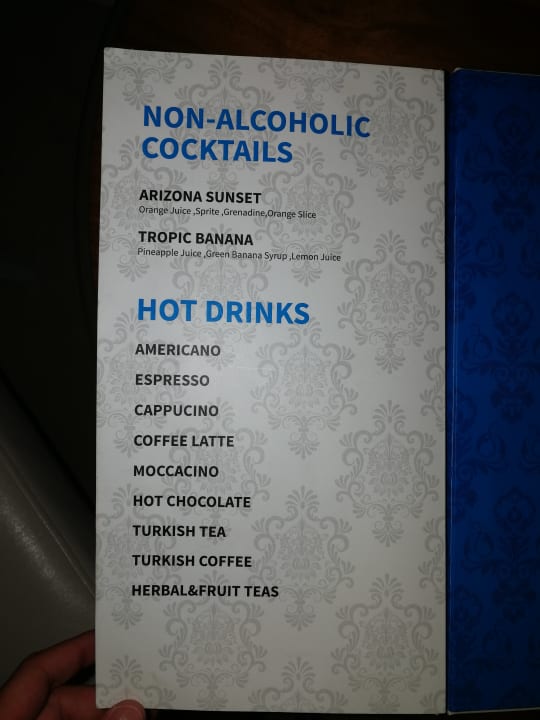 NON-ALCOHOLIC
COCKTAILS
ARIZONA SUNSET
Orange Juice ,Sprite ,Grenadine,Orange Slice
TROPIC BANANA
Pineapple Juice ,Green Banana Syrup ,Lemon Juice
HOT DRINKS
AMERICANO
ESPRESSO
CAPPUCINO
COFFEE LATTE
MOCCACINO
HOT CHOCOLATE
TURKISH TEA
TURKISH COFFEE
HERBAL&FRUIT TEAS